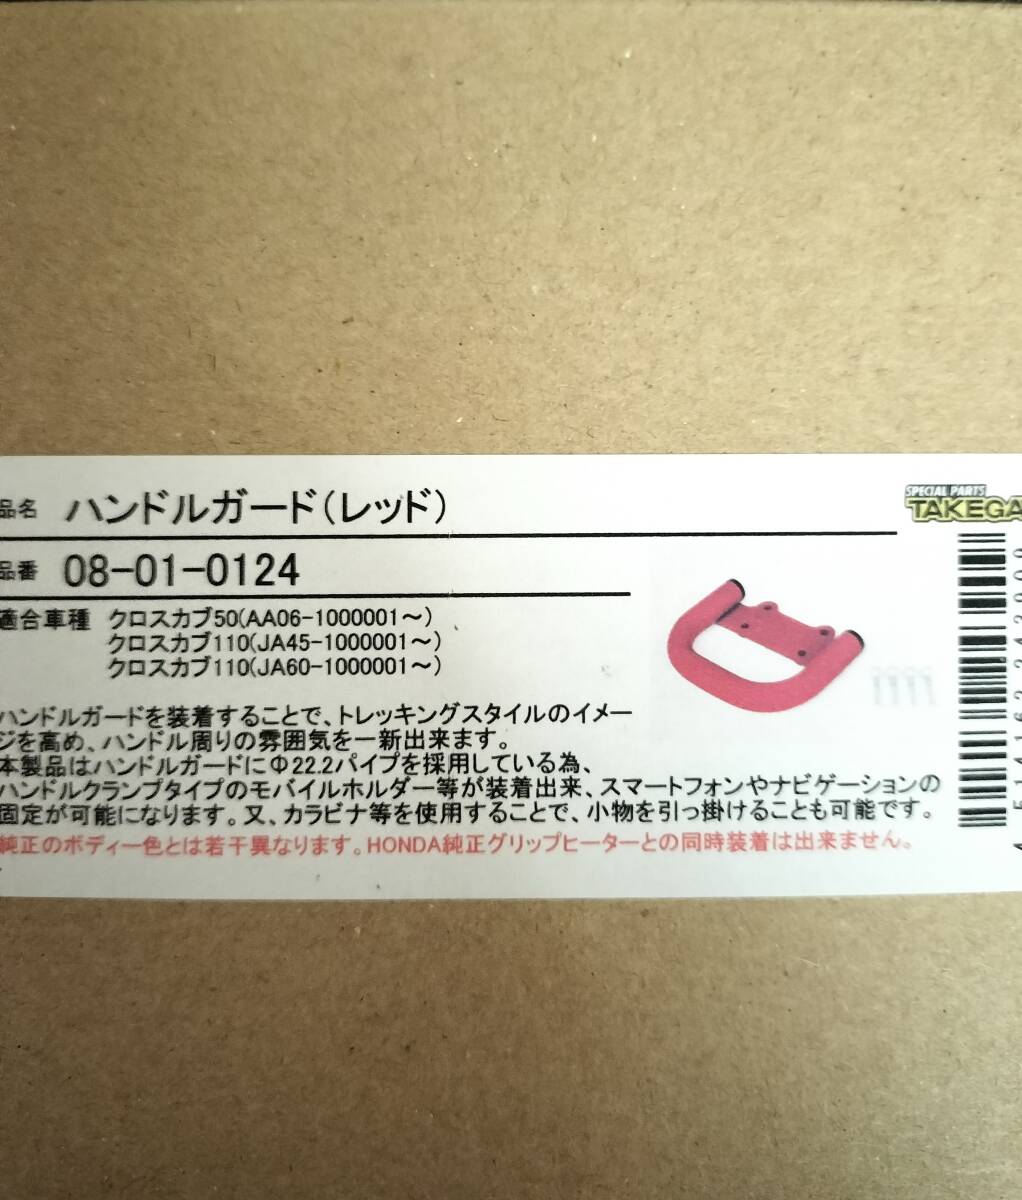 品名 ハンドルガード(レッド)
SPECIAL PARTS
TAKEGA
品番 08-01-0124
適合車種 クロスカブ50(AA06-1000001～)
クロスカブ110(JA45-1000001～)
クロスカブ110(JA60-1000001～)
ハンドルガードを装着することで、トレッキングスタイルのイメー
ジを高め、ハンドル周りの雰囲気を一新出来ます。
本製品はハンドルガードにΦ22.2パイプを採用している為、
ハンドルクランプタイプのモバイルホルダー等が装着出来、スマートフォンやナビゲーションの
固定が可能になります。又、カラビナ等を使用することで、小物を引っ掛けることも可能です。
純正のボディー色とは若干異なります。HONDA純正グリップヒーターとの同時装着は出来ません。